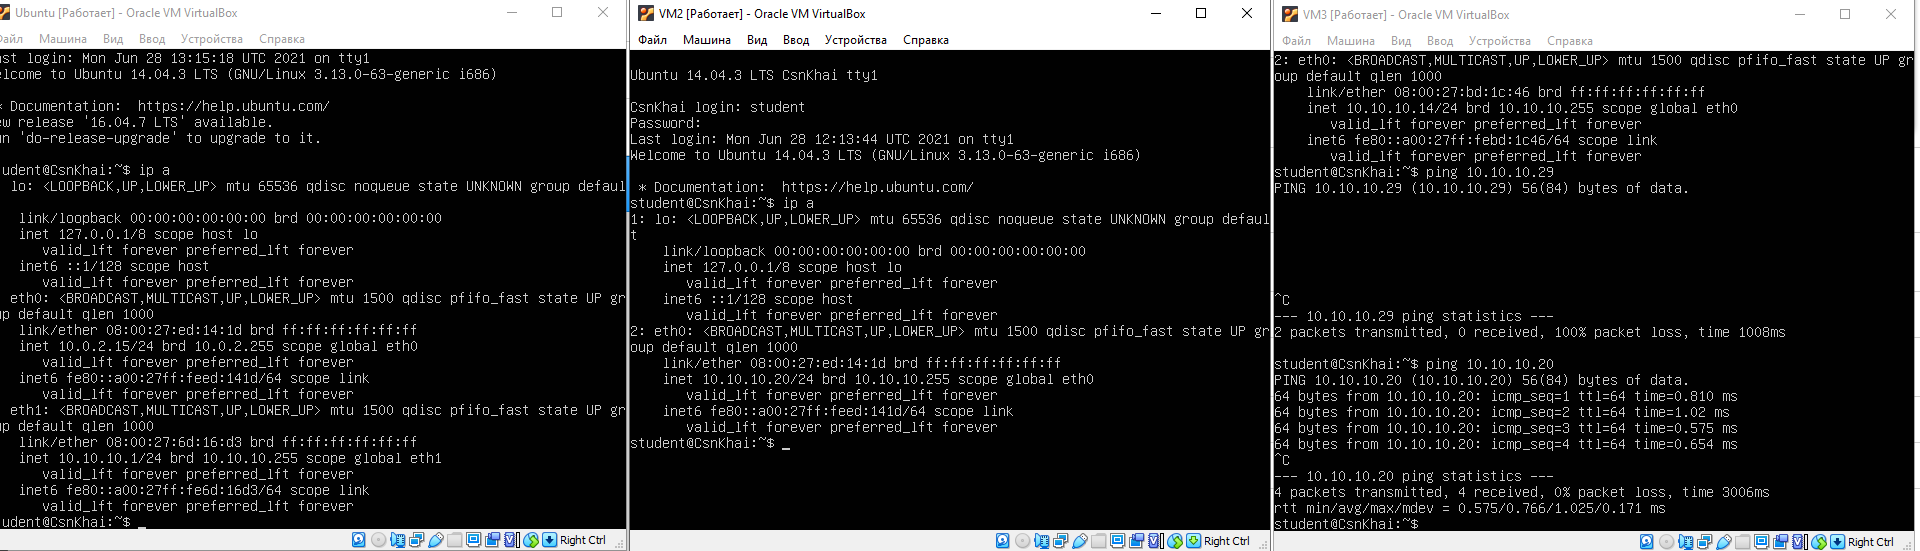 Ubuntu [Работает] - Oracle VM VirtualBox
Файл Машина Вид Ввод Устройства Справка
ast login: Mon Jun 28 13:15:18 UTC 2021 on tty1
elcome to Ubuntu 14.04.3 LTS (GNU/Linux 3.13.0-63-generic i686)
* Documentation:  https://help.ubuntu.com/
ew release '16.04.7 LTS' available.
un 'do-release-upgrade' to upgrade to it.
tudent@CsnKhai:~$ ip a
lo: <LOOPBACK,UP,LOWER_UP> mtu 65536 qdisc noqueue state UNKNOWN group defaul
link/loopback 00:00:00:00:00:00 brd 00:00:00:00:00:00
inet 127.0.0.1/8 scope host lo
valid_lft forever preferred_lft forever
inet6 ::1/128 scope host
valid_lft forever preferred_lft forever
eth0: <BROADCAST,MULTICAST,UP,LOWER_UP> mtu 1500 qdisc pfifo_fast state UP gr
up default qlen 1000
link/ether 08:00:27:ed:14:1d brd ff:ff:ff:ff:ff:ff
inet 10.0.2.15/24 brd 10.0.2.255 scope global eth0
valid_lft forever preferred_lft forever
inet6 fe80::a00:27ff:feed:141d/64 scope link
valid_lft forever preferred_lft forever
eth1: <BROADCAST,MULTICAST,UP,LOWER_UP> mtu 1500 qdisc pfifo_fast state UP gr
up default qlen 1000
link/ether 08:00:27:6d:16:d3 brd ff:ff:ff:ff:ff:ff
inet 10.10.10.1/24 brd 10.10.10.255 scope global eth1
valid_lft forever preferred_lft forever
inet6 fe80::a00:27ff:fe6d:16d3/64 scope link
valid_lft forever preferred_lft forever
tudent@CsnKhai:~$ _
Right Ctrl
VM2 [Работает] - Oracle VM VirtualBox
Файл Машина Вид Ввод Устройства Справка
Ubuntu 14.04.3 LTS CsnKhai tty1
CsnKhai login: student
Password:
Last login: Mon Jun 28 12:13:44 UTC 2021 on tty1
Welcome to Ubuntu 14.04.3 LTS (GNU/Linux 3.13.0-63-generic i686)
* Documentation:  https://help.ubuntu.com/
student@CsnKhai:~$ ip a
1: lo: <LOOPBACK,UP,LOWER_UP> mtu 65536 qdisc noqueue state UNKNOWN group defaul
t
link/loopback 00:00:00:00:00:00 brd 00:00:00:00:00:00
inet 127.0.0.1/8 scope host lo
valid_lft forever preferred_lft forever
inet6 ::1/128 scope host
valid_lft forever preferred_lft forever
2: eth0: <BROADCAST,MULTICAST,UP,LOWER_UP> mtu 1500 qdisc pfifo_fast state UP gr
oup default qlen 1000
link/ether 08:00:27:ed:14:1d brd ff:ff:ff:ff:ff:ff
inet 10.10.10.20/24 brd 10.10.10.255 scope global eth0
valid_lft forever preferred_lft forever
inet6 fe80::a00:27ff:feed:141d/64 scope link
valid_lft forever preferred_lft forever
student@CsnKhai:~$ _
Right Ctrl
VM3 [Работает] - Oracle VM VirtualBox
Файл Машина Вид Ввод Устройства Справка
2: eth0: <BROADCAST,MULTICAST,UP,LOWER_UP> mtu 1500 qdisc pfifo_fast state UP gr
oup default qlen 1000
link/ether 08:00:27:bd:1c:46 brd ff:ff:ff:ff:ff:ff
inet 10.10.10.14/24 brd 10.10.10.255 scope global eth0
valid_lft forever preferred_lft forever
inet6 fe80::a00:27ff:febd:1c46/64 scope link
valid_lft forever preferred_lft forever
student@CsnKhai:~$ ping 10.10.10.29
PING 10.10.10.29 (10.10.10.29) 56(84) bytes of data.
^C
--- 10.10.10.29 ping statistics ---
2 packets transmitted, 0 received, 100% packet loss, time 1008ms
student@CsnKhai:~$ ping 10.10.10.20
PING 10.10.10.20 (10.10.10.20) 56(84) bytes of data.
64 bytes from 10.10.10.20: icmp_seq=1 ttl=64 time=0.810 ms
64 bytes from 10.10.10.20: icmp_seq=2 ttl=64 time=1.02 ms
64 bytes from 10.10.10.20: icmp_seq=3 ttl=64 time=0.575 ms
64 bytes from 10.10.10.20: icmp_seq=4 ttl=64 time=0.654 ms
^C
--- 10.10.10.20 ping statistics ---
4 packets transmitted, 4 received, 0% packet loss, time 3006ms
rtt min/avg/max/mdev = 0.575/0.766/1.025/0.171 ms
student@CsnKhai:~$
Right Ctrl